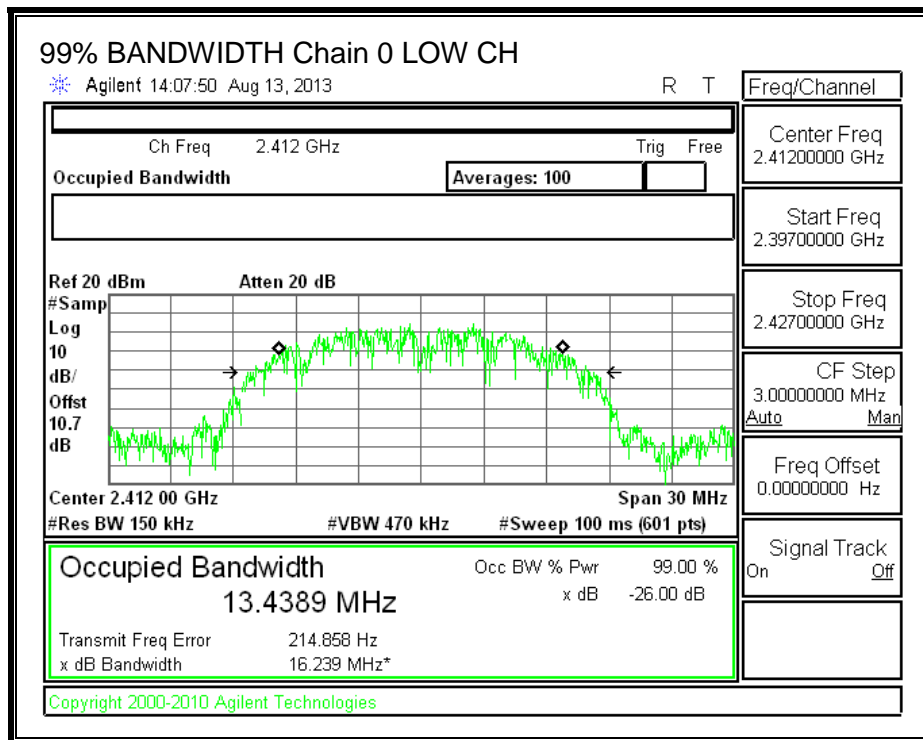 99% BANDWIDTH Chain 0 LOW CH
Agilent 14:07:50 Aug 13, 2013 R T
Ch Freq 2.412 GHz Trig Free
Occupied Bandwidth Averages: 100
Ref 20 dBm Atten 20 dB
#Samp
Log
10
dB/
Offst
10.7
dB
Center 2.412 00 GHz Span 30 MHz
#Res BW 150 kHz #VBW 470 kHz #Sweep 100 ms (601 pts)
Occupied Bandwidth Occ BW % Pwr 99.00 %
13.4389 MHz x dB -26.00 dB
Transmit Freq Error 214.858 Hz
x dB Bandwidth 16.239 MHz*
Copyright 2000-2010 Agilent Technologies
Freq/Channel
Center Freq
2.41200000 GHz
Start Freq
2.39700000 GHz
Stop Freq
2.42700000 GHz
CF Step
3.00000000 MHz
Auto Man
Freq Offset
0.00000000 Hz
Signal Track
On Off